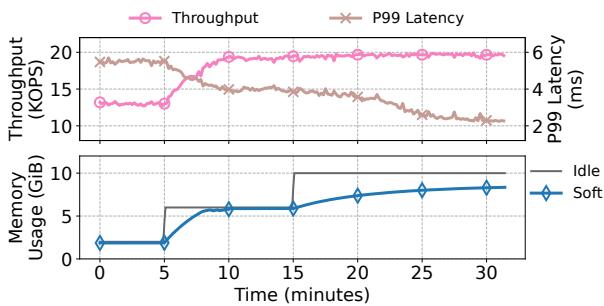 Throughput
P99 Latency
Throughput
(KOPS)
20
15
10
6
4
2
P99 Latency
(ms)
Memory
Usage (GiB)
10
5
0
Idle
Soft
0 5 10 15 20 25 30
Time (minutes)